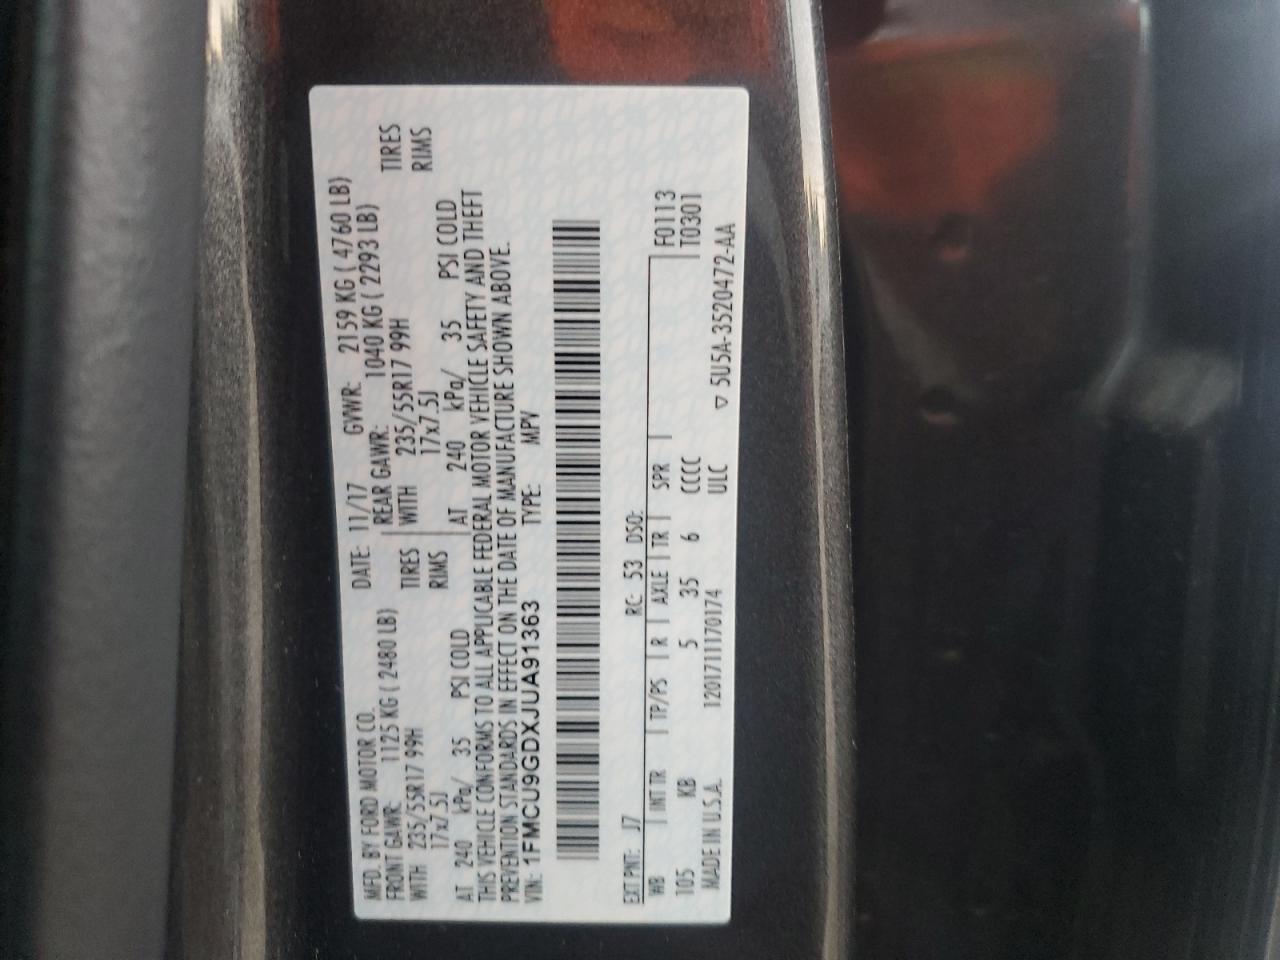 MFD. BY FORD MOTOR CO. DATE: 11/17 GVWR: 2159 KG ( 4760 LB)
FRONT GAWR: 1125 KG ( 2480 LB) REAR GAWR: 1040 KG ( 2293 LB)
WITH 235/55R17 99H TIRES WITH 235/55R17 99H TIRES
17x7.5J RIMS 17x7.5J RIMS
AT 240 kPa/ 35 PSI COLD AT 240 kPa/ 35 PSI COLD
THIS VEHICLE CONFORMS TO ALL APPLICABLE FEDERAL MOTOR VEHICLE SAFETY AND THEFT
PREVENTION STANDARDS IN EFFECT ON THE DATE OF MANUFACTURE SHOWN ABOVE.
VIN: 1FMCU9GDXJUA91363 TYPE: MPV
EXT PNT: J7 RC: 53 DSO: F0113
WB | INT TR | TP/PS | R | AXLE | TR | SPR | T0301
105 KB 5 35 6 CCCC
MADE IN U.S.A. 12017111170174 ULC ▽ 5U5A-3520472-AA